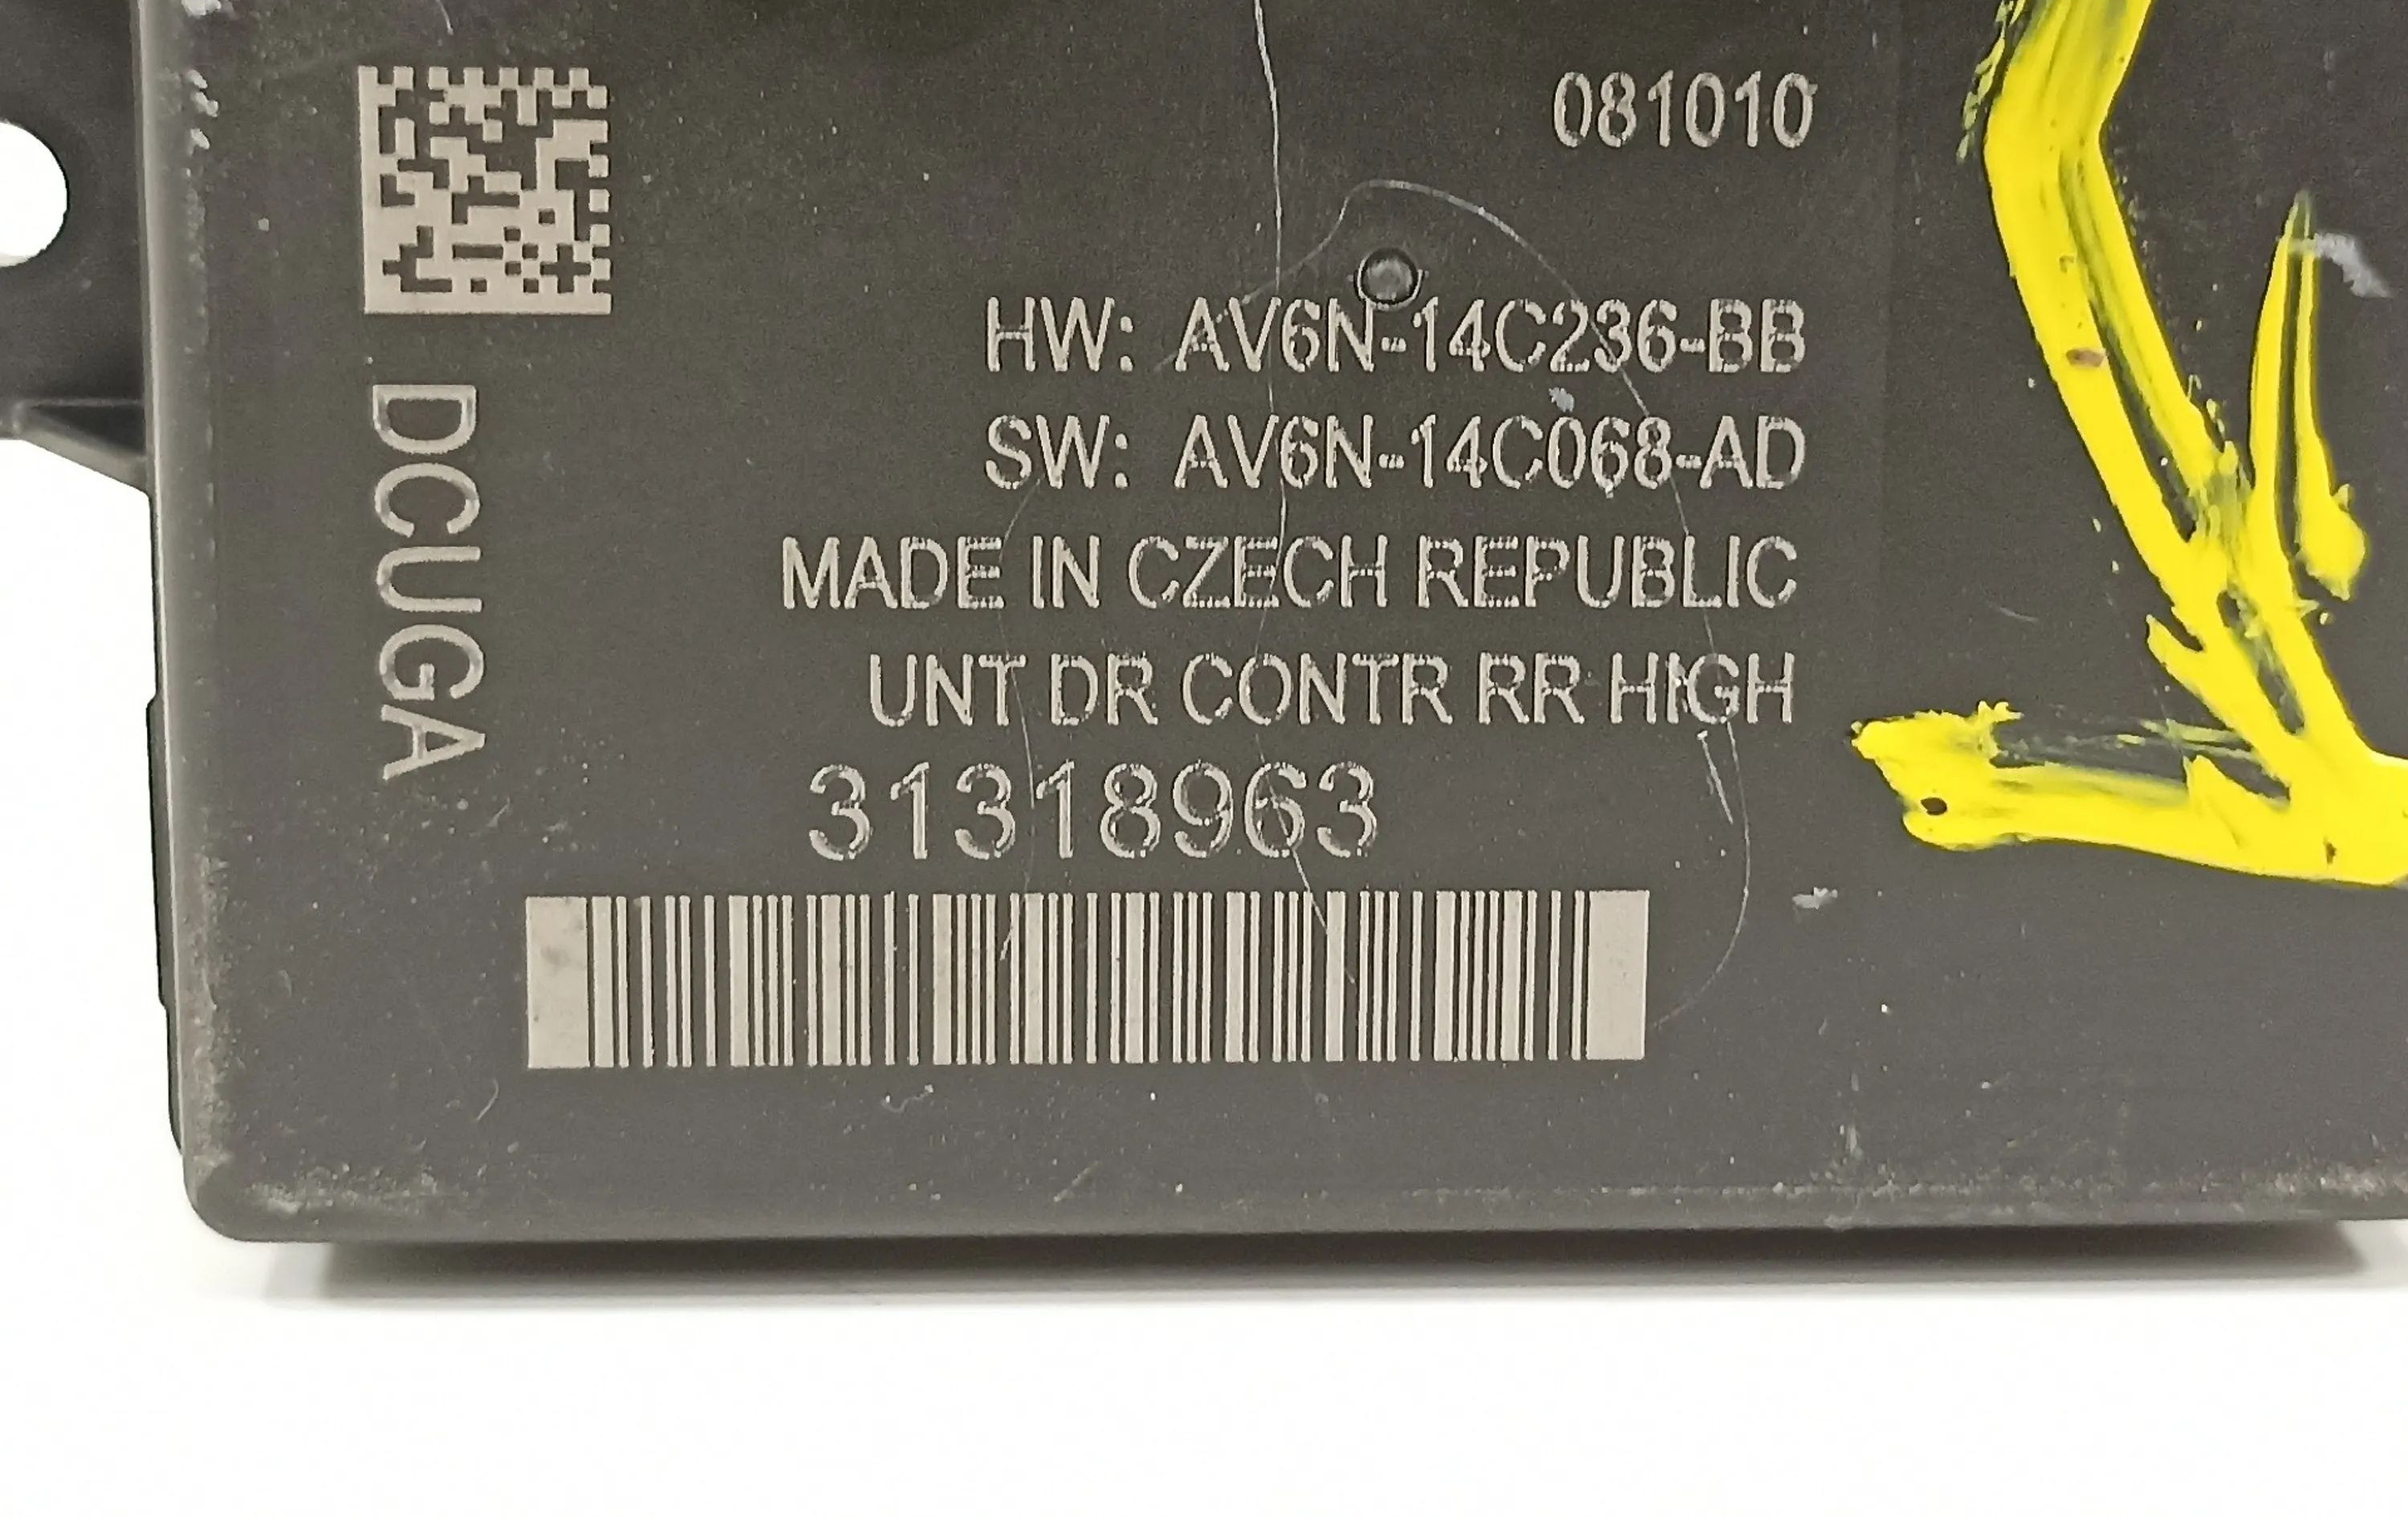 081010
HW: AV6N-14C236-BB
SW: AV6N-14C068-AD
MADE IN CZECH REPUBLIC
UNT DR CONTR RR HIGH
31318963
DCUGA